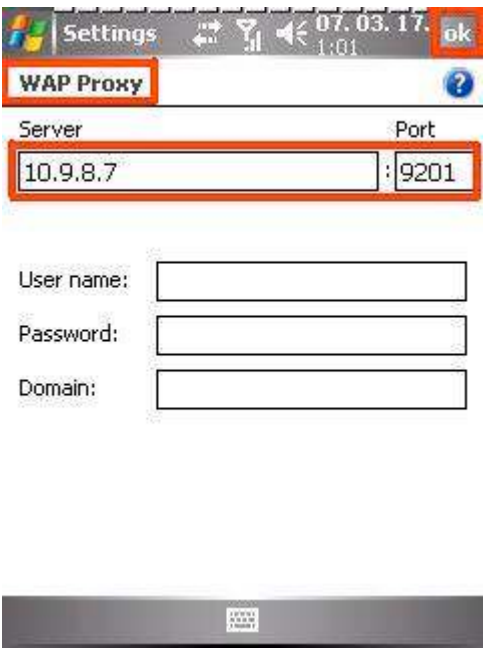 Settings 07. 03. 17. ok
1:01
WAP Proxy ?
Server Port
10.9.8.7 : 9201
User name:
Password:
Domain: